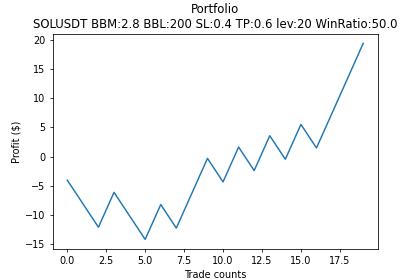 Portfolio
SOLUSDT BBM:2.8 BBL:200 SL:0.4 TP:0.6 lev:20 WinRatio:50.0
20
15
10
5
0
−5
−10
−15
Profit ($)
0.0 2.5 5.0 7.5 10.0 12.5 15.0 17.5
Trade counts